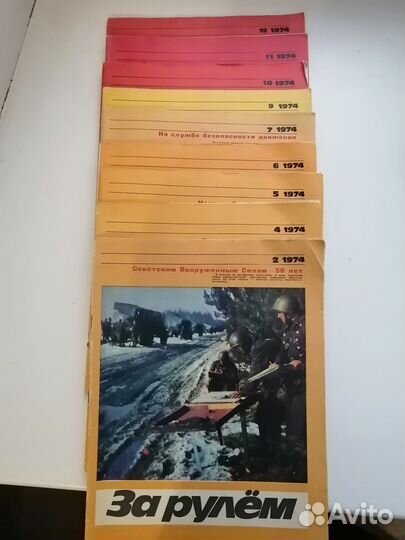 12 1974
11 1974
10 1974
9 1974
7 1974
На службе безопасности движения
6 1974
5 1974
4 1974
2 1974
Советским Вооруженным Силам - 56 лет
За рулём
Avito